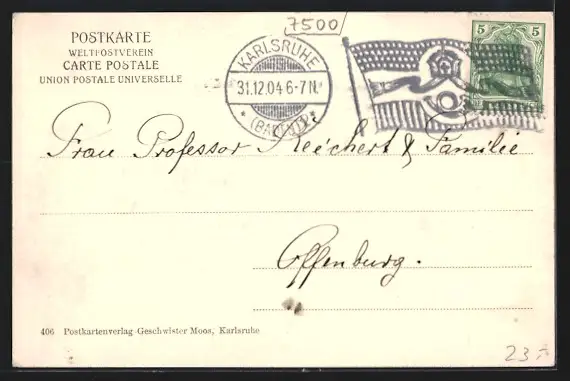 7500
POSTKARTE
WELTPOSTVEREIN
CARTE POSTALE
UNION POSTALE UNIVERSELLE
KARLSRUHE
31.12.04 6-7 N.
* (BADEN) *
5 5
Frau Professor Reichert & Familie
Offenburg.
406 Postkartenverlag Geschwister Moos, Karlsruhe
23.-